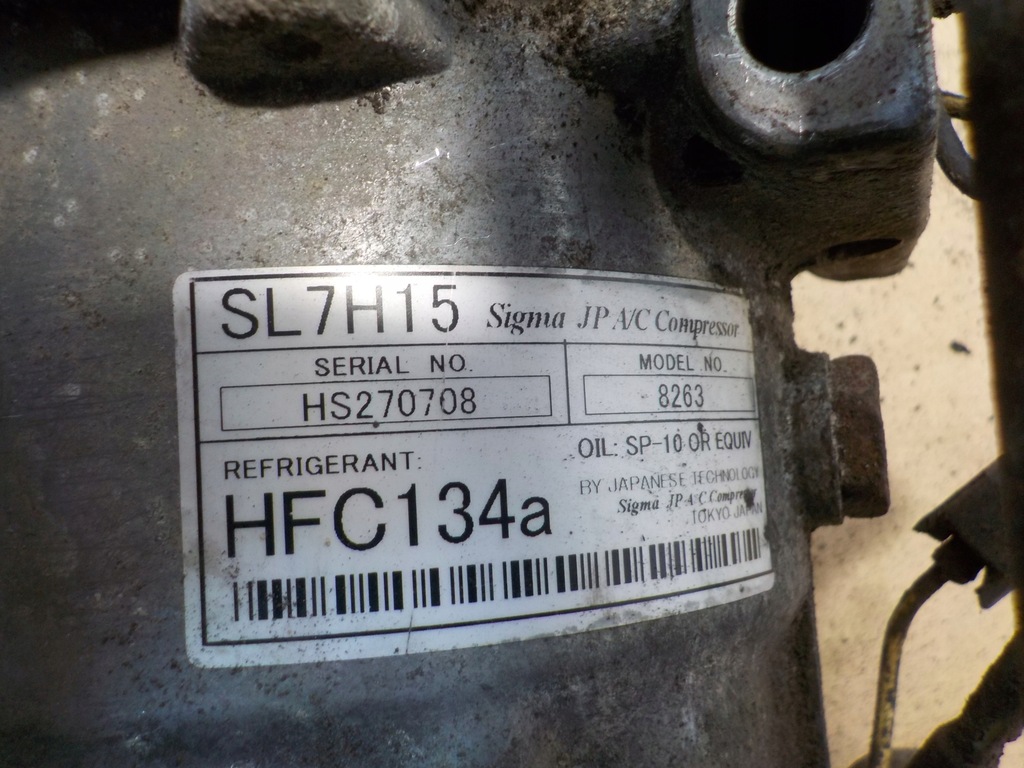 SL7H15 Sigma JP A/C Compressor
SERIAL NO. MODEL NO.
HS270708 8263
OIL: SP-10 OR EQUIV
REFRIGERANT:
BY JAPANESE TECHNOLOGY
HFC134a
Sigma JP A/C Compressor
TOKYO JAPAN